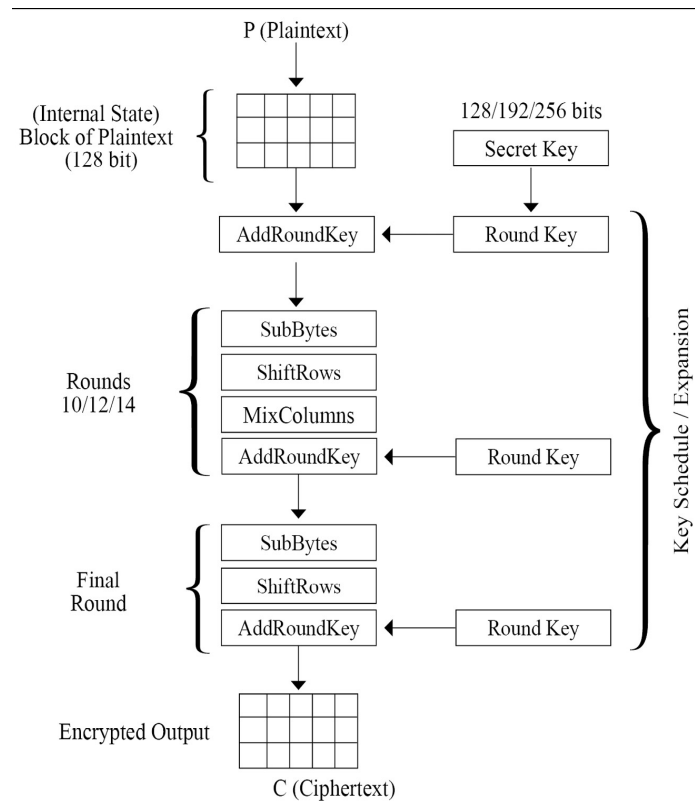 P (Plaintext)
(Internal State)
Block of Plaintext
(128 bit)
128/192/256 bits
Secret Key
AddRoundKey
Round Key
SubBytes
ShiftRows
MixColumns
AddRoundKey
Rounds
10/12/14
Round Key
SubBytes
ShiftRows
AddRoundKey
Final
Round
Round Key
Key Schedule / Expansion
Encrypted Output
C (Ciphertext)